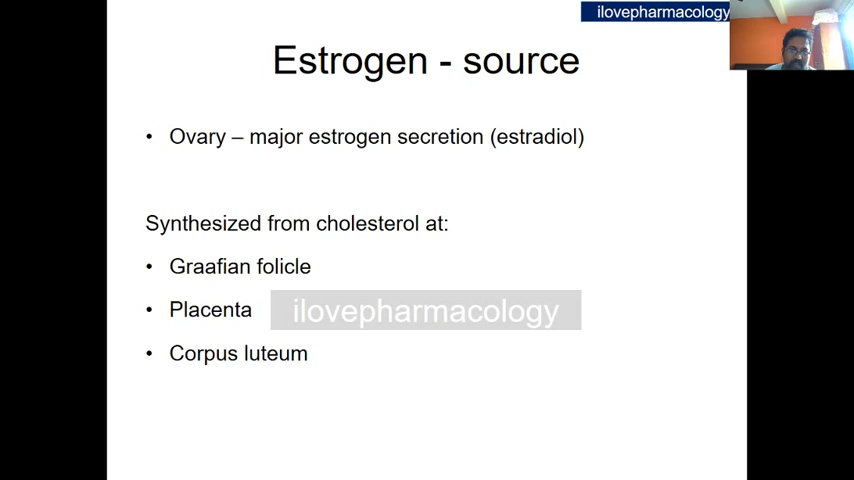 ilovepharmacology
Estrogen - source
• Ovary – major estrogen secretion (estradiol)
Synthesized from cholesterol at:
• Graafian folicle
• Placenta
ilovepharmacology
• Corpus luteum